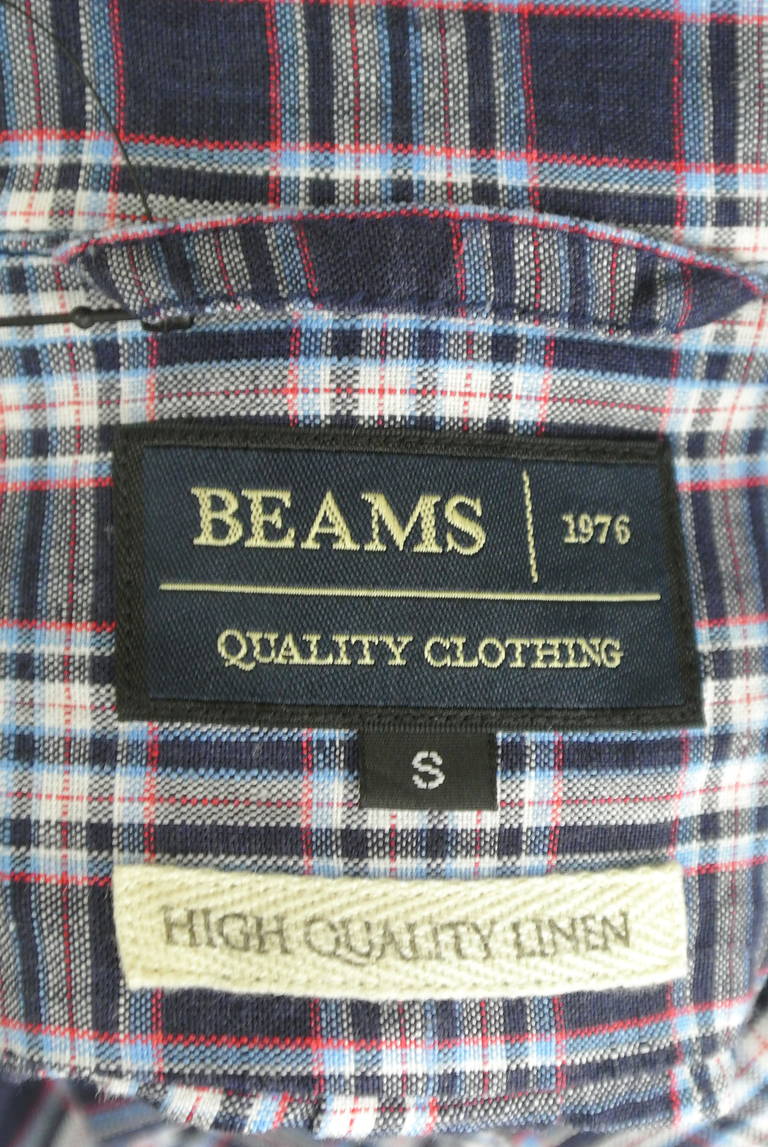 BEAMS 1976
QUALITY CLOTHING
S
HIGH QUALITY LINEN